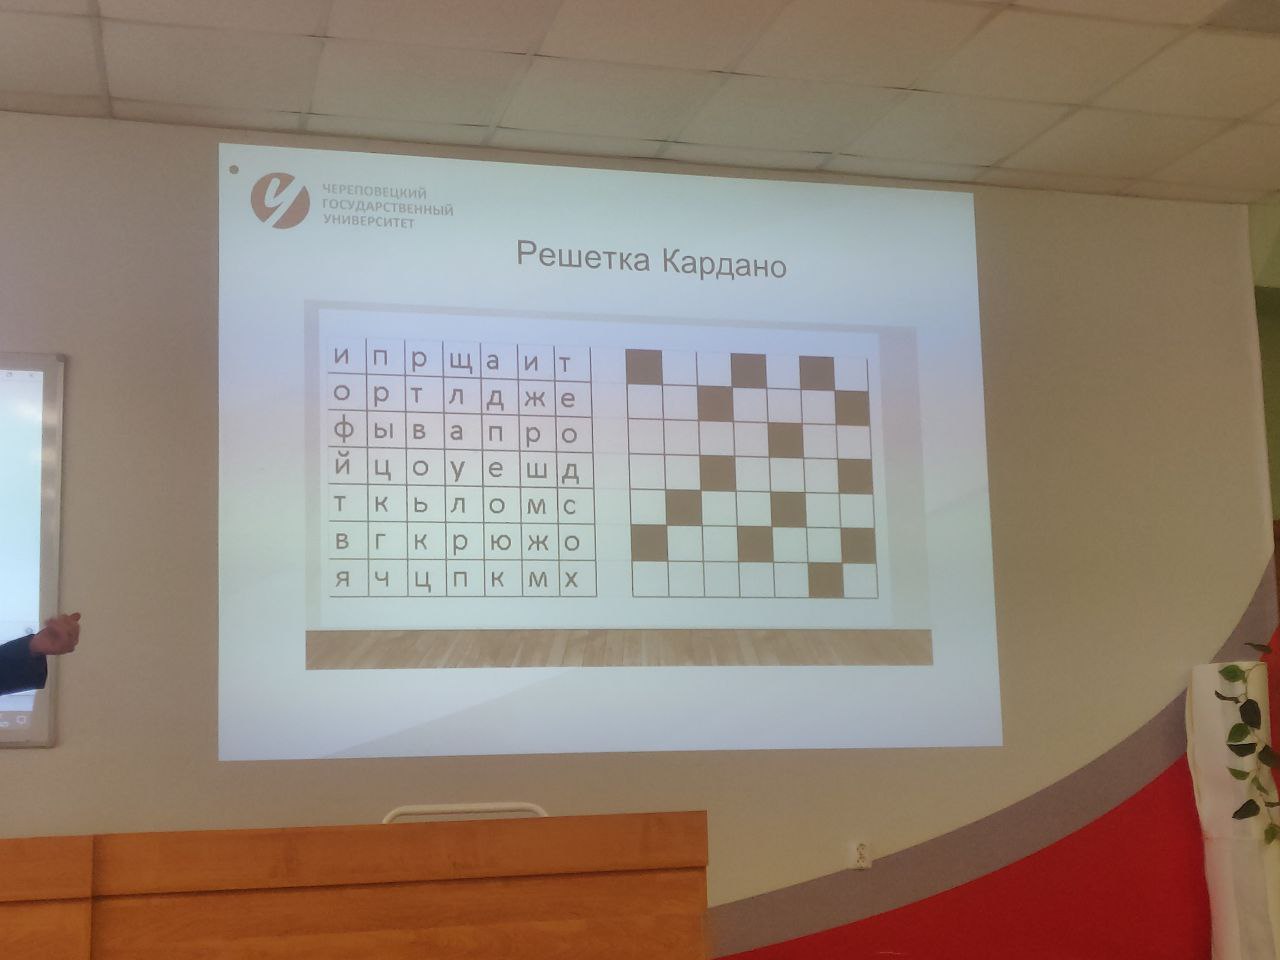 ЧЕРЕПОВЕЦКИЙ
ГОСУДАРСТВЕННЫЙ
УНИВЕРСИТЕТ
Решетка Кардано
и п р щ а и т
о р т л д ж е
ф ы в а п р о
й ц о у е ш д
т к ь л о м с
в г к р ю ж о
я ч ц п к м х